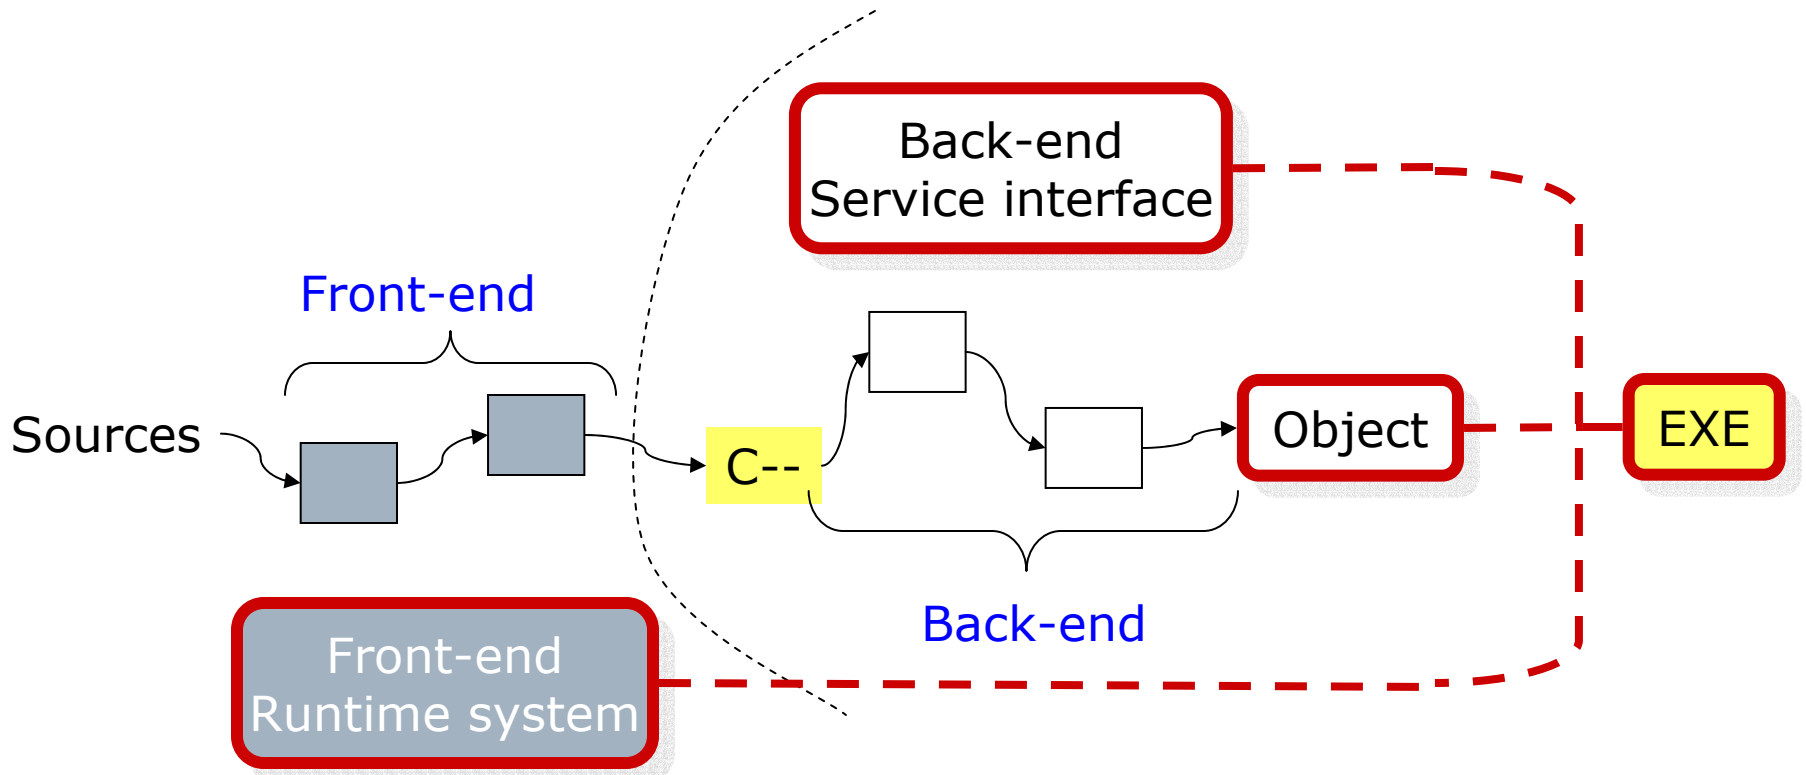 Back-end
Service interface
Front-end
Sources
C--
Object
EXE
Back-end
Front-end
Runtime system